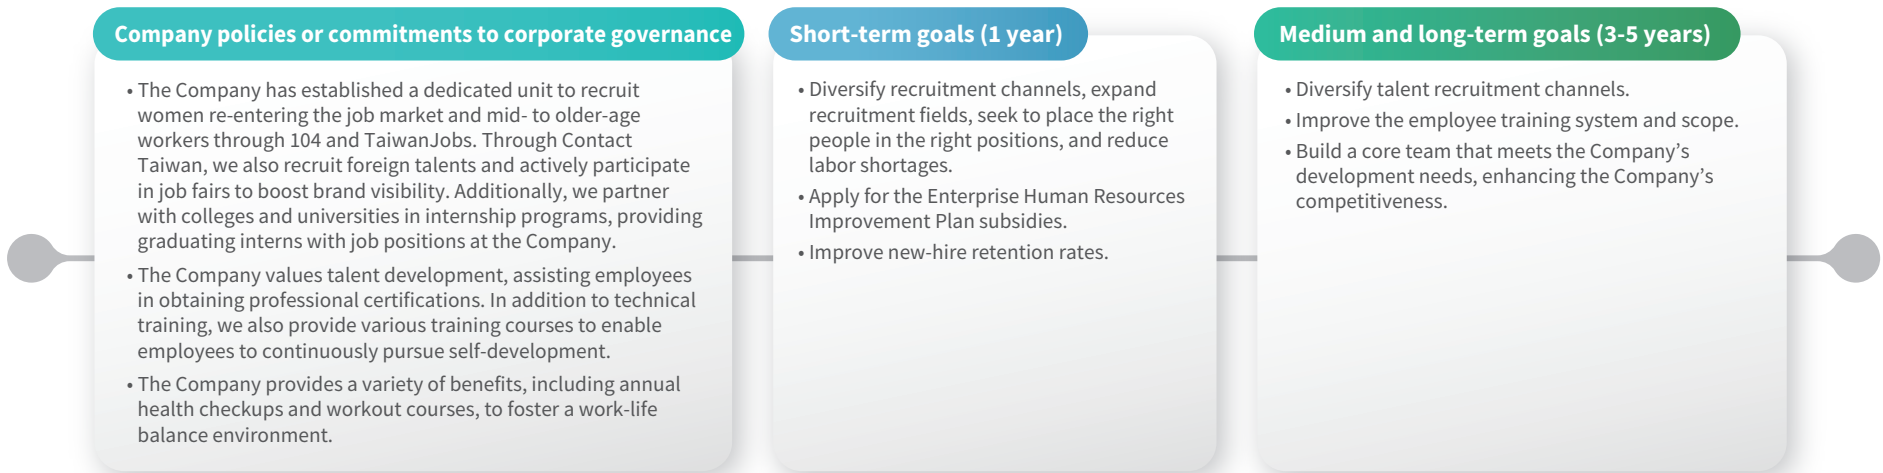 Company policies or commitments to corporate governance
• The Company has established a dedicated unit to recruit
women re-entering the job market and mid- to older-age
workers through 104 and TaiwanJobs. Through Contact
Taiwan, we also recruit foreign talents and actively participate
in job fairs to boost brand visibility. Additionally, we partner
with colleges and universities in internship programs, providing
graduating interns with job positions at the Company.
• The Company values talent development, assisting employees
in obtaining professional certifications. In addition to technical
training, we also provide various training courses to enable
employees to continuously pursue self-development.
• The Company provides a variety of benefits, including annual
health checkups and workout courses, to foster a work-life
balance environment.
Short-term goals (1 year)
• Diversify recruitment channels, expand
recruitment fields, seek to place the right
people in the right positions, and reduce
labor shortages.
• Apply for the Enterprise Human Resources
Improvement Plan subsidies.
• Improve new-hire retention rates.
Medium and long-term goals (3-5 years)
• Diversify talent recruitment channels.
• Improve the employee training system and scope.
• Build a core team that meets the Company's
development needs, enhancing the Company's
competitiveness.